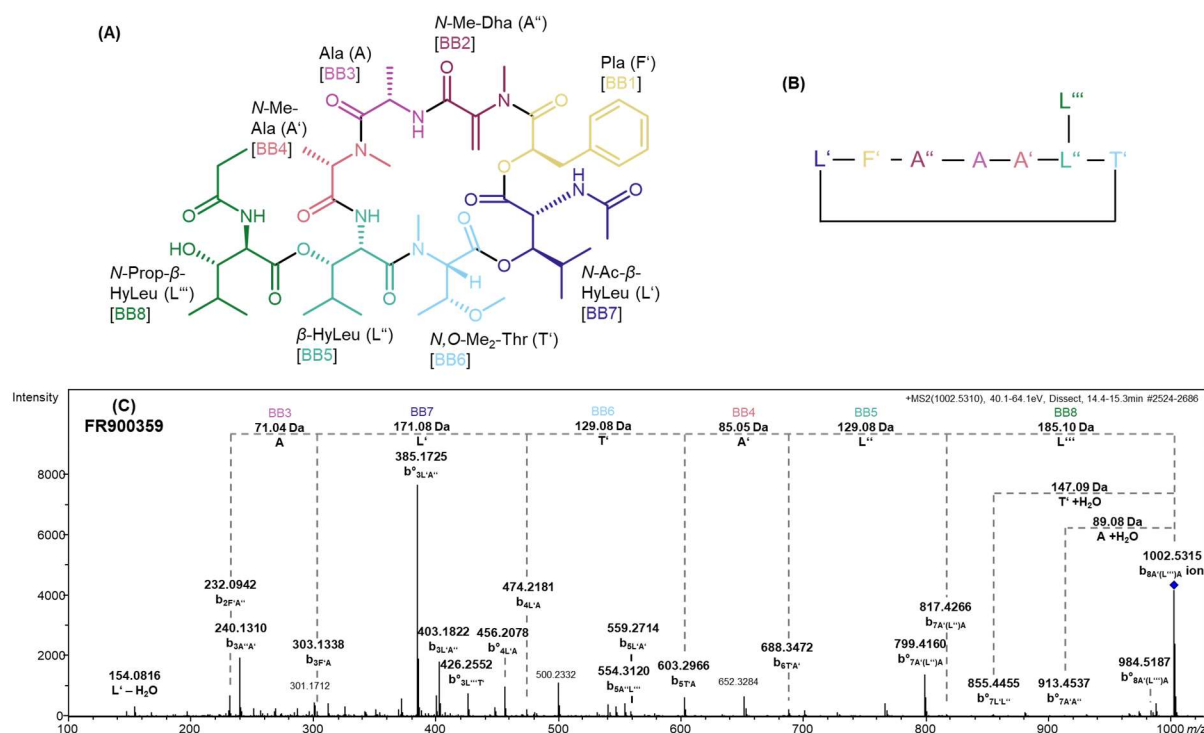 (A)
N-Me-Dha (A“)
[BB2]
Ala (A)
[BB3]
Pla (F‘)
[BB1]
N-Me-
Ala (A‘)
[BB4]
O
N
O
O
N
H
O
N
O
H
N
O
O
O
NH
O
NH
N
O
HO
O
O
O
O
H
O
N-Prop-β-
HyLeu (L‘‘‘)
[BB8]
β-HyLeu (L“)
[BB5]
N,O-Me2-Thr (T‘)
[BB6]
N-Ac-β-
HyLeu (L‘)
[BB7]
(B)
L‘‘‘
L‘ F‘ A“ A A‘ L“ T‘
Intensity
(C)
FR900359
+MS2(1002.5310), 40.1-64.1eV, Dissect, 14.4-15.3min #2524-2686
BB3 BB7 BB6 BB4 BB5 BB8
71.04 Da 171.08 Da 129.08 Da 85.05 Da 129.08 Da 185.10 Da
A L‘ T‘ A‘ L“ L‘‘‘
385.1725
b°3L‘A“
147.09 Da
T‘ +H2O
89.08 Da
A +H2O
1002.5315
b8A‘(L‘‘‘)A ion
232.0942
b2F‘A“
474.2181
b4L‘A
817.4266
b7A‘(L“)A
240.1310
b3A“A‘
303.1338
b3F‘A
301.1712
403.1822
b3L‘A“
456.2078
b°4L‘A
559.2714
b5L‘A‘
688.3472
b6T‘A‘
799.4160
b°7A‘(L‘‘)A
426.2552
b°3L‘‘‘T‘
554.3120
b5A“L‘‘‘
603.2966
b5T‘A
500.2332
652.3284
154.0816
L‘ – H2O
855.4455
b°7L‘L“
913.4537
b°7A‘A“
984.5187
b°8A‘(L‘‘‘)A
8000
6000
4000
2000
0
100 200 300 400 500 600 700 800 900 1000 m/z